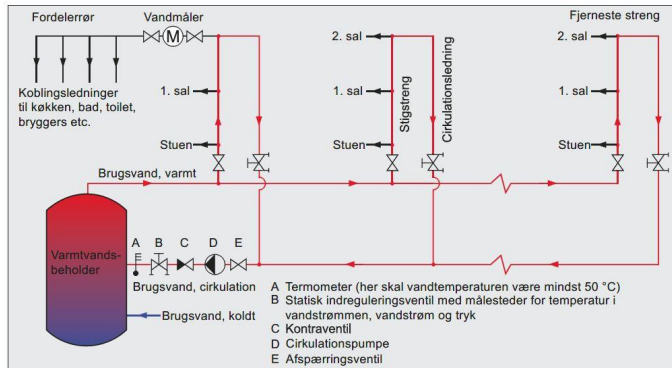 Fordelerrør
Vandmåler
M
Koblingsledninger
til køkken, bad, toilet,
bryggers etc.
1. sal
Stuen
2. sal
1. sal
Stuen
Stigstreng
Cirkulationsledning
Fjerneste streng
2. sal
1. sal
Stuen
Brugsvand, varmt
Varmtvands-
beholder
A B C D E
Brugsvand, cirkulation
Brugsvand, koldt
A Termometer (her skal vandtemperaturen være mindst 50 °C)
B Statisk indreguleringsventil med målesteder for temperatur i
vandstrømmen, vandstrøm og tryk
C Kontraventil
D Cirkulationspumpe
E Afspærringsventil